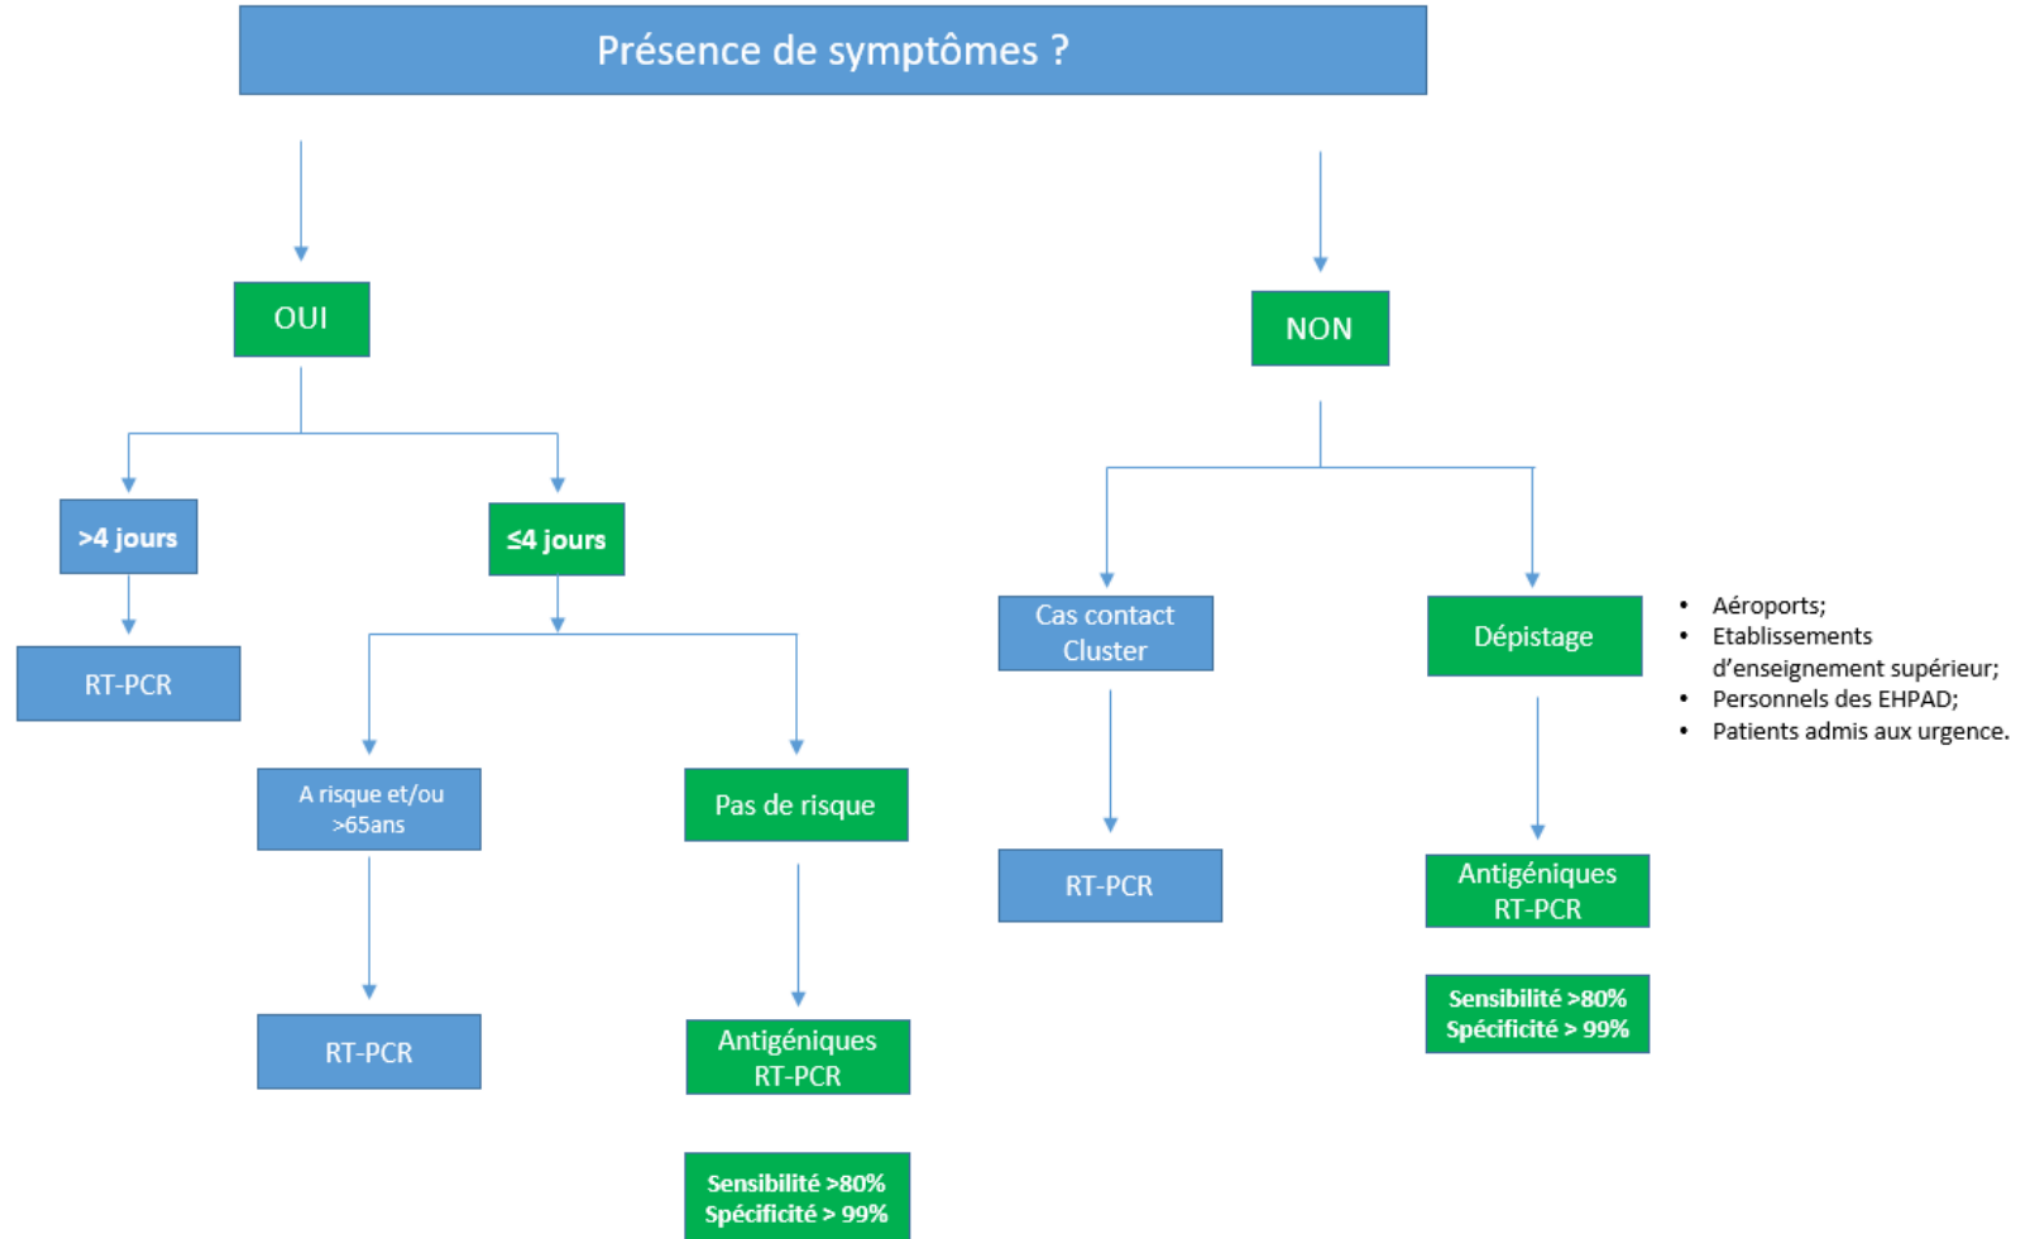 Présence de symptômes ?
OUI
NON
>4 jours
≤4 jours
RT-PCR
A risque et/ou
>65ans
Pas de risque
RT-PCR
Antigéniques
RT-PCR
Sensibilité >80%
Spécificité > 99%
Cas contact
Cluster
Dépistage
• Aéroports;
• Etablissements
d’enseignement supérieur;
• Personnels des EHPAD;
• Patients admis aux urgence.
RT-PCR
Antigéniques
RT-PCR
Sensibilité >80%
Spécificité > 99%